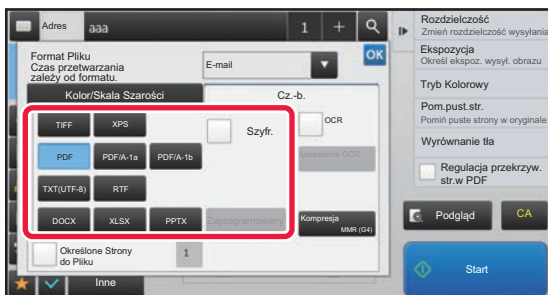 Adres aaa 1 +
Format Pliku
Czas przetwarzania
zależy od formatu.
E-mail
OK
Kolor/Skala Szarości
Cz.-b.
TIFF XPS
Szyfr.
OCR
PDF PDF/A-1a PDF/A-1b
Ustawienie OCR
TXT(UTF-8) RTF
DOCX XLSX PPTX
Zaprogramowany
Kompresja
MMR (G4)
Określone Strony
do Pliku
1
Inne
Rozdzielczość
Zmień rozdzielczość wysyłania
Ekspozycja
Określ ekspoz. wysył. obrazu
Tryb Kolorowy
Pom.pust.str.
Pomiń puste strony w oryginale
Wyrównanie tła
Regulacja przekrzyw.
str.w PDF
Podgląd
CA
Start